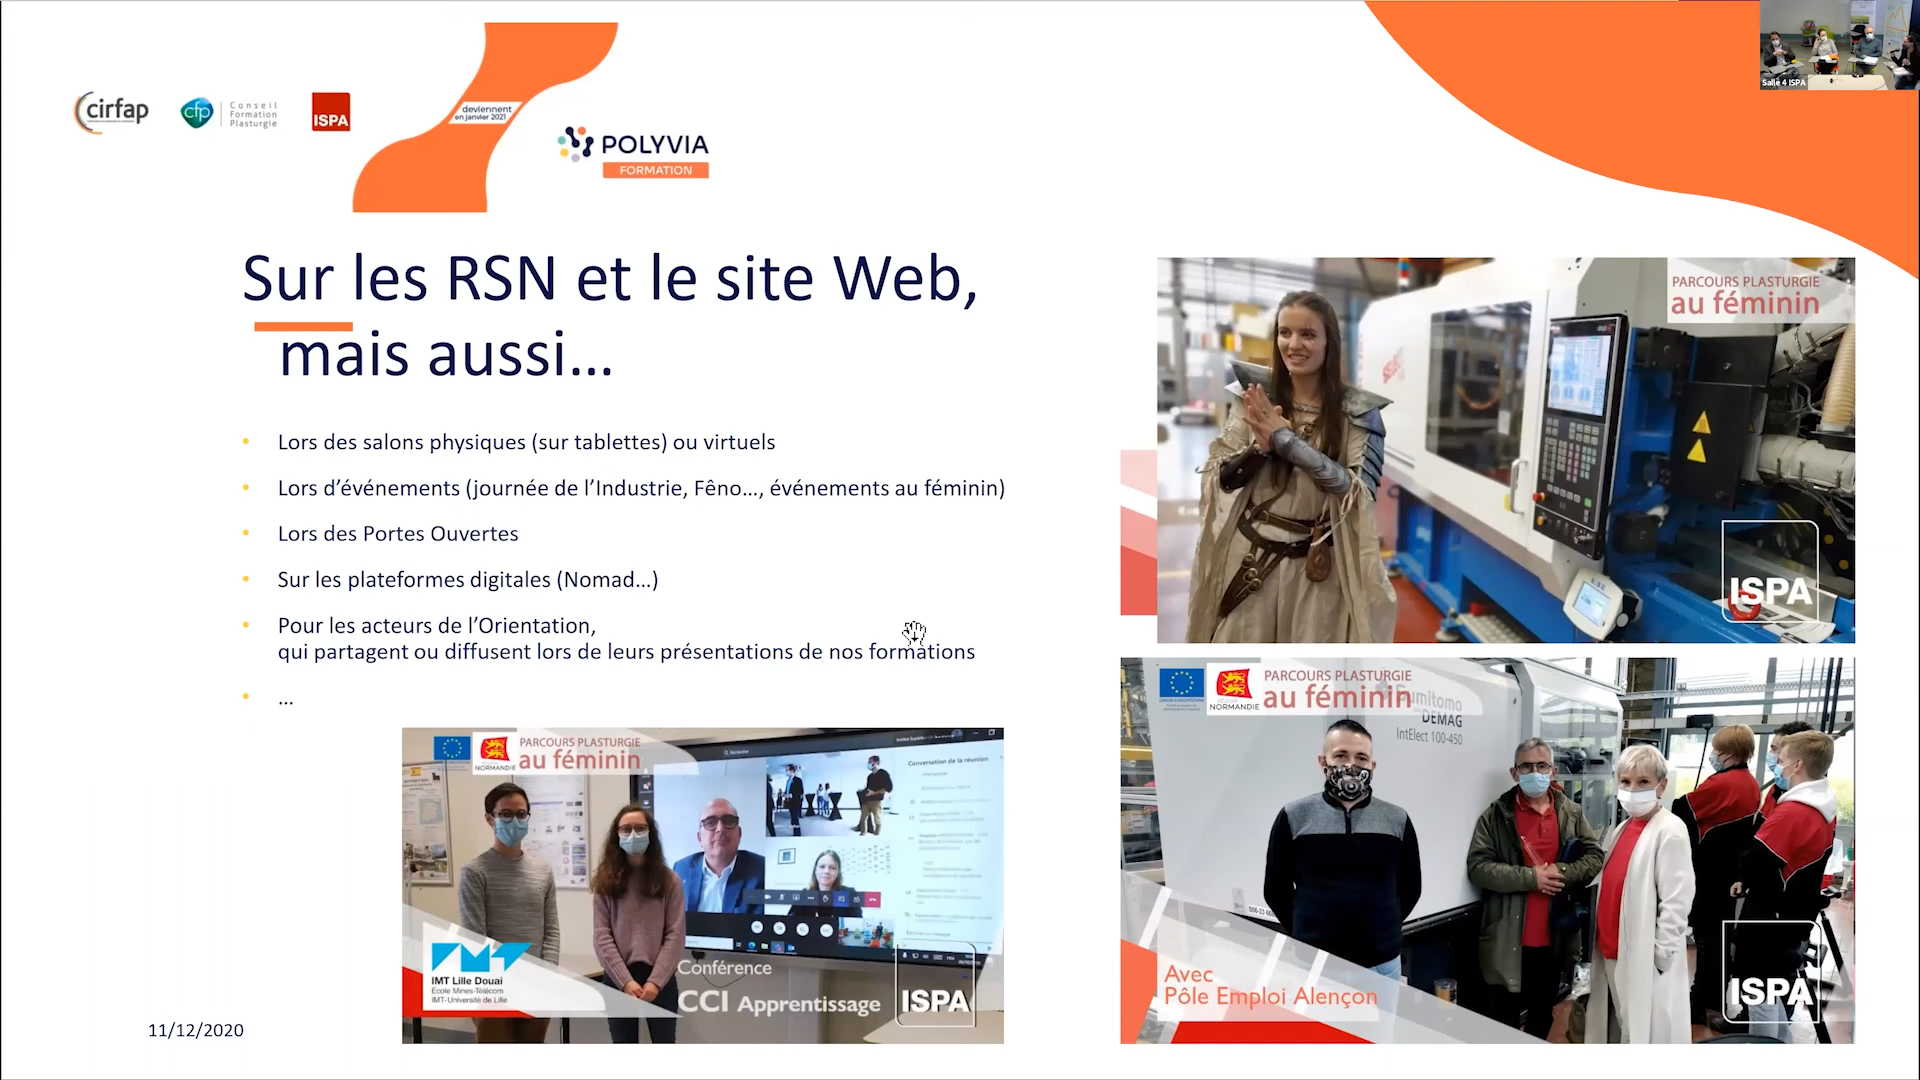 Salle 4 ISPA
cirfap
cfp
Conseil
Formation
Plasturgie
ISPA
deviennent
en janvier 2021
POLYVIA
FORMATION
Sur les RSN et le site Web,
mais aussi...
• Lors des salons physiques (sur tablettes) ou virtuels
• Lors d’événements (journée de l’Industrie, Fêno…, événements au féminin)
• Lors des Portes Ouvertes
• Sur les plateformes digitales (Nomad…)
• Pour les acteurs de l’Orientation,
qui partagent ou diffusent lors de leurs présentations de nos formations
• ...
PARCOURS PLASTURGIE
au féminin
ISPA
NORMANDIE
PARCOURS PLASTURGIE
au féminin
Sumitomo
DEMAG
IntElect 100-450
Avec
Pôle Emploi Alençon
ISPA
NORMANDIE
PARCOURS PLASTURGIE
au féminin
Conversation de la réunion
IMT Lille Douai
École Mines-Télécom
IMT-Université de Lille
Conférence
CCI Apprentissage
ISPA
11/12/2020